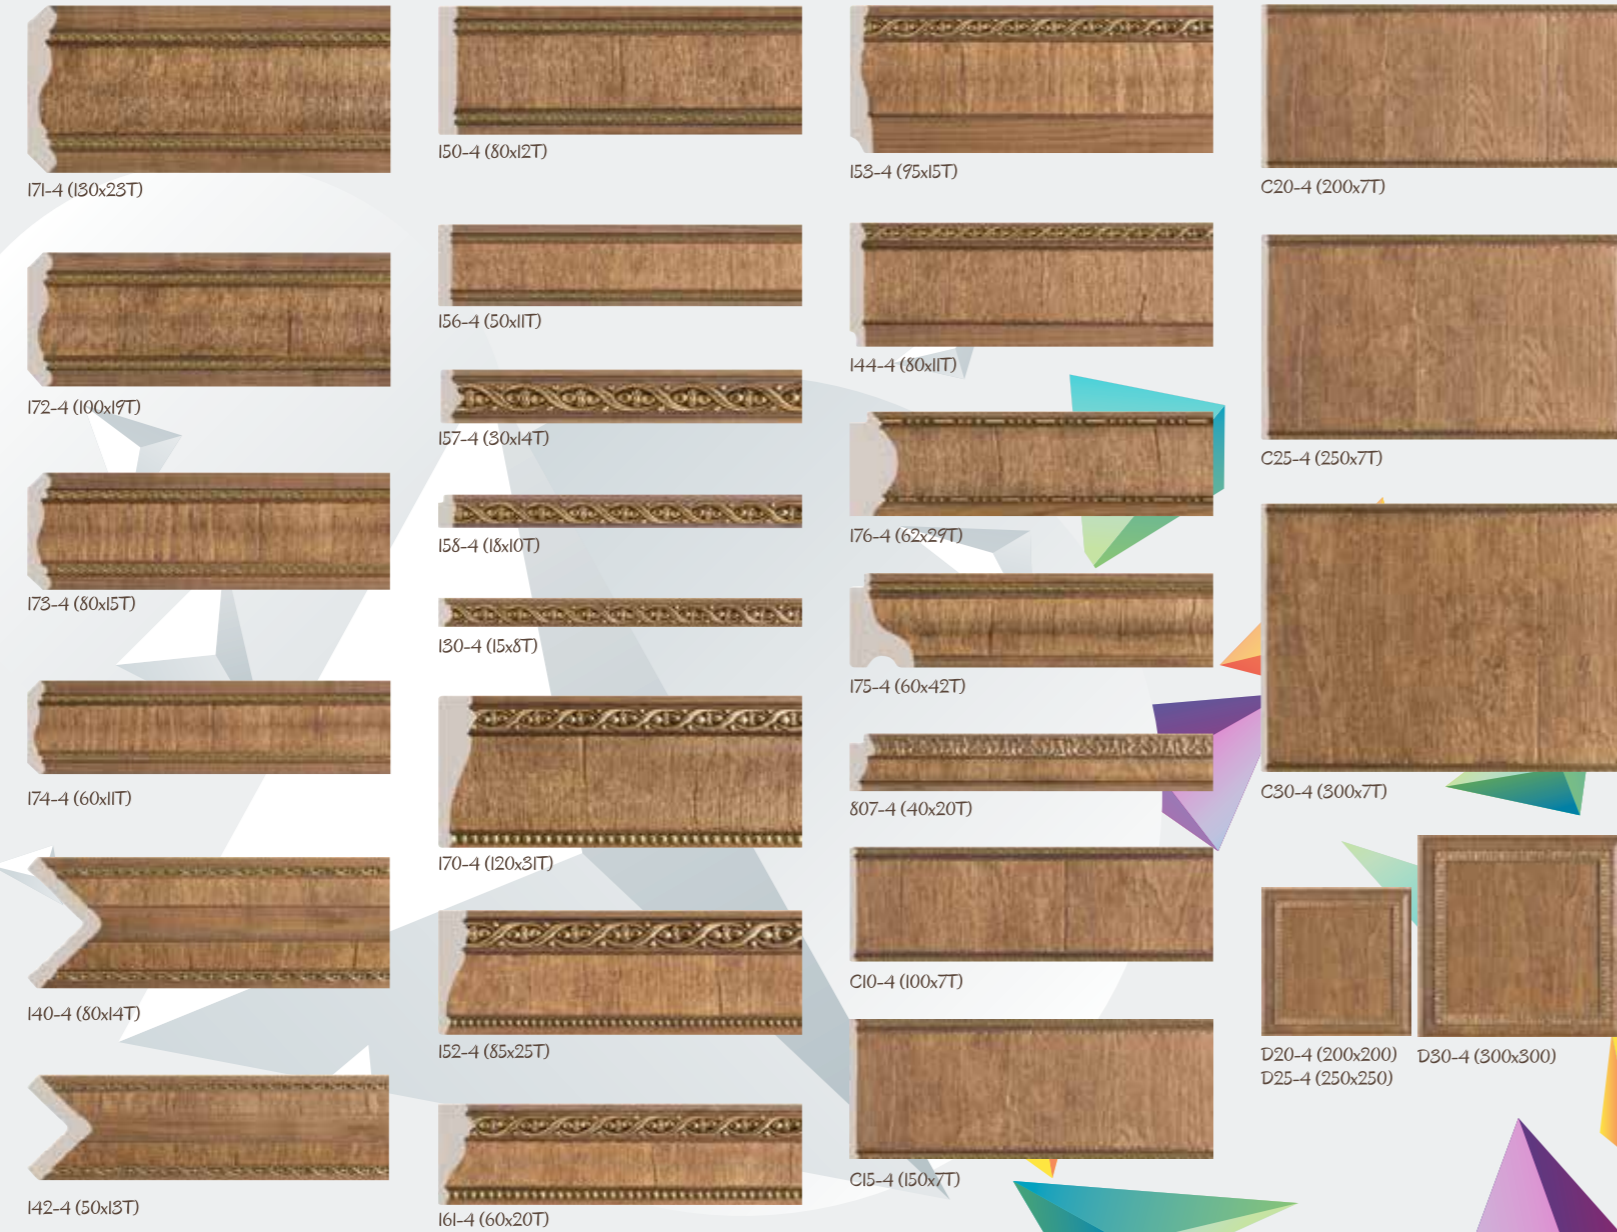 171-4 (130x23T)
172-4 (100x19T)
173-4 (80x15T)
174-4 (60x11T)
140-4 (80x14T)
142-4 (50x13T)
150-4 (80x12T)
156-4 (50x11T)
157-4 (30x14T)
158-4 (18x10T)
130-4 (15x8T)
170-4 (120x31T)
152-4 (85x25T)
161-4 (60x20T)
153-4 (95x15T)
144-4 (80x11T)
176-4 (62x29T)
175-4 (60x42T)
807-4 (40x20T)
C10-4 (100x7T)
C15-4 (150x7T)
C20-4 (200x7T)
C25-4 (250x7T)
C30-4 (300x7T)
D20-4 (200x200)
D25-4 (250x250)
D30-4 (300x300)